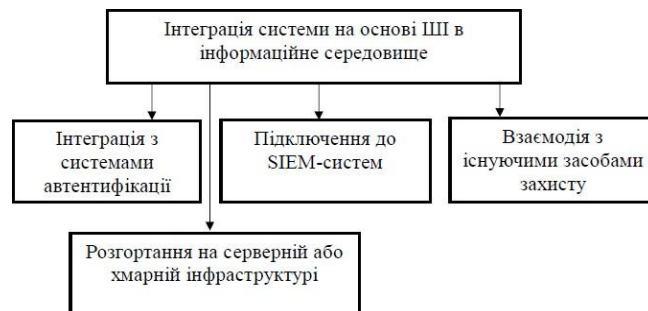 Інтеграція системи на основі ШІ в
інформаційне середовище
Інтеграція з
системами
автентифікації
Підключення до
SIEM-систем
Взаємодія з
існуючими засобами
захисту
Розгортання на серверній або
хмарній інфраструктурі